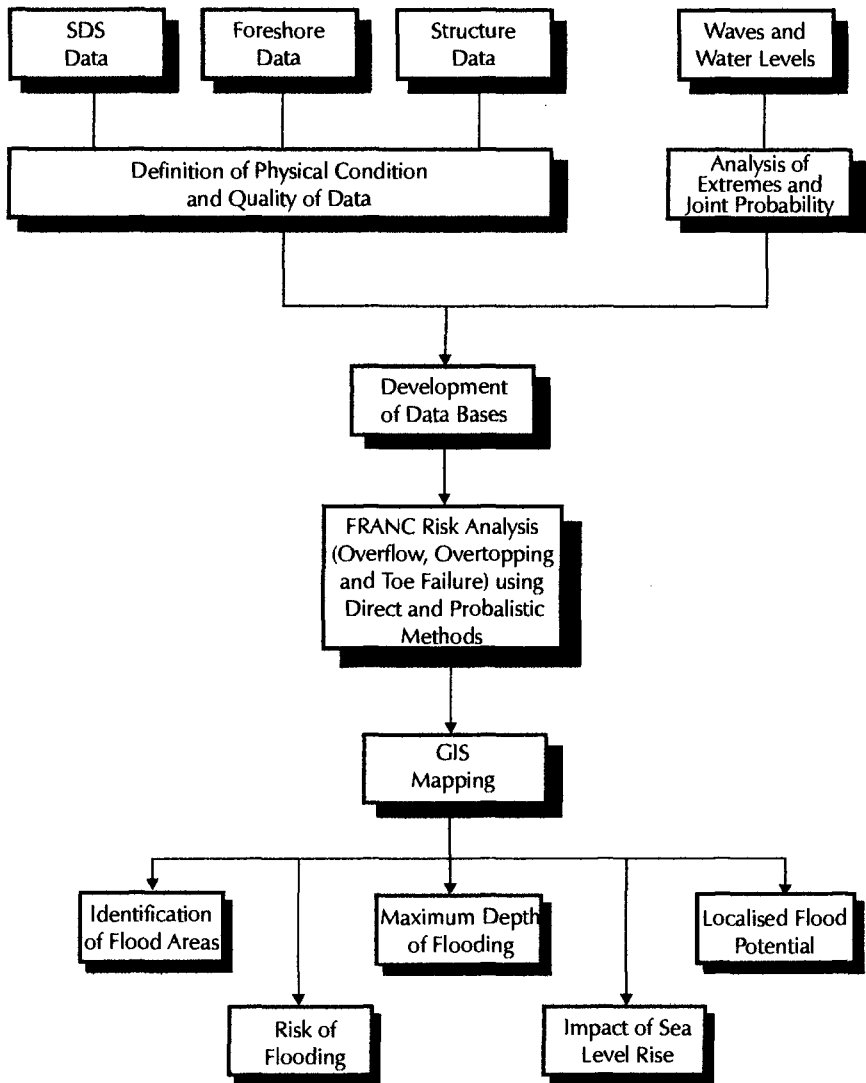 SDS
Data
Foreshore
Data
Structure
Data
Waves and
Water Levels
Definition of Physical Condition
and Quality of Data
Analysis of
Extremes and
Joint Probability
Development
of Data Bases
FRANC Risk Analysis
(Overflow, Overtopping
and Toe Failure) using
Direct and Probalistic
Methods
GIS
Mapping
Identification
of Flood Areas
Maximum Depth
of Flooding
Localised Flood
Potential
Risk of
Flooding
Impact of Sea
Level Rise